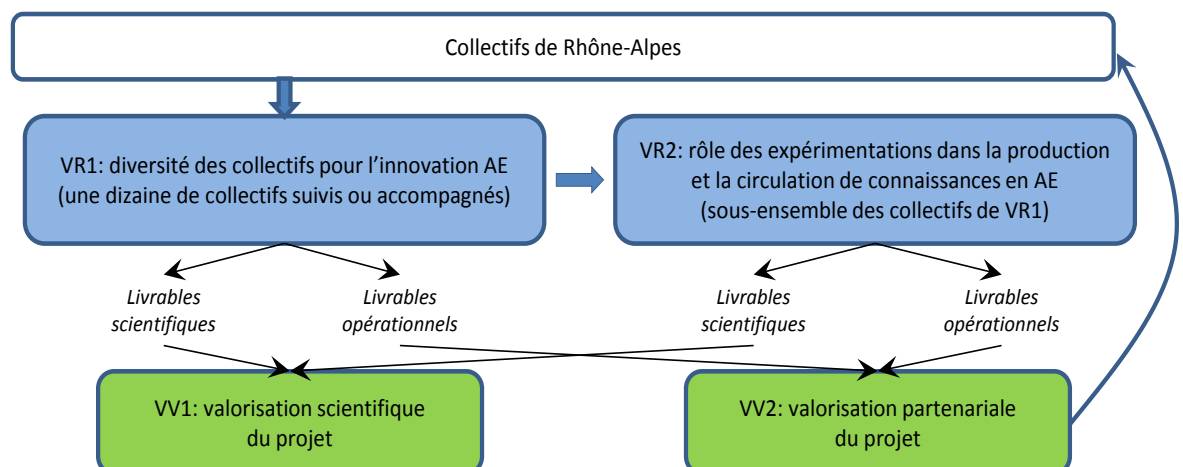 Collectifs de Rhône-Alpes
VR1: diversité des collectifs pour l’innovation AE
(une dizaine de collectifs suivis ou accompagnés)
VR2: rôle des expérimentations dans la production
et la circulation de connaissances en AE
(sous-ensemble des collectifs de VR1)
Livrables
scientifiques
Livrables
opérationnels
Livrables
scientifiques
Livrables
opérationnels
VV1: valorisation scientifique
du projet
VV2: valorisation partenariale
du projet